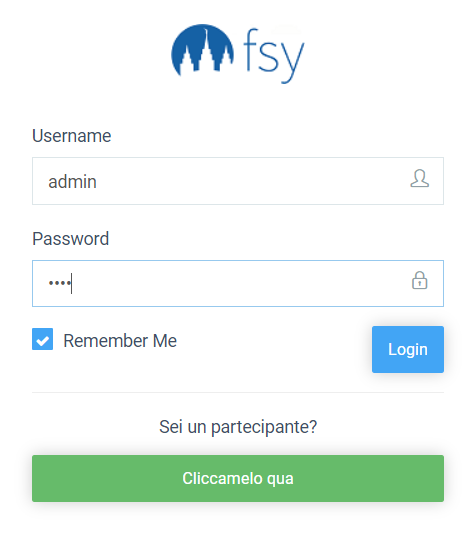 fsy
Username
admin
Password
••••
Remember Me
Login
Sei un partecipante?
Cliccamelo qua